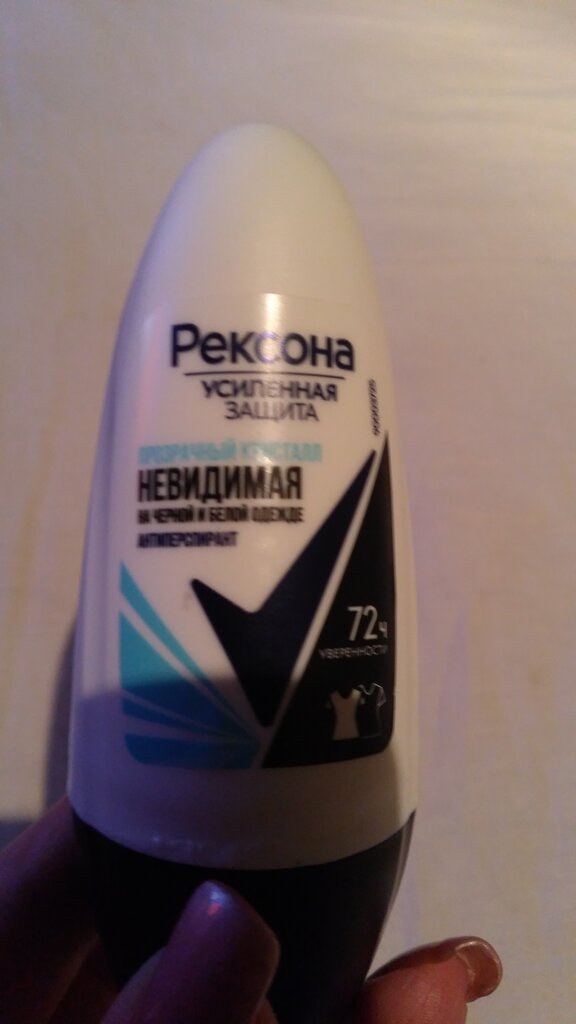 Рексона
УСИЛЕННАЯ
ЗАЩИТА
ПРОЗРАЧНЫЙ КРИСТАЛЛ
НЕВИДИМАЯ
НА ЧЕРНОЙ И БЕЛОЙ ОДЕЖДЕ
АНТИПЕРСПИРАНТ
72ч
УВЕРЕННОСТИ